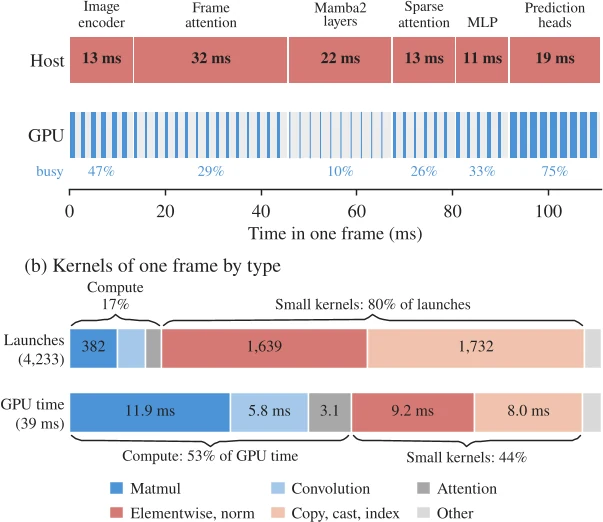 Image encoder
Frame attention
Mamba2 layers
Sparse attention
MLP
Prediction heads
Host
13 ms
32 ms
22 ms
13 ms
11 ms
19 ms
GPU
busy
47%
29%
10%
26%
33%
75%
0
20
40
60
80
100
Time in one frame (ms)
(b) Kernels of one frame by type
Compute
17%
Small kernels: 80% of launches
Launches
(4,233)
382
1,639
1,732
GPU time
(39 ms)
11.9 ms
5.8 ms
3.1
9.2 ms
8.0 ms
Compute: 53% of GPU time
Small kernels: 44%
Matmul
Convolution
Attention
Elementwise, norm
Copy, cast, index
Other